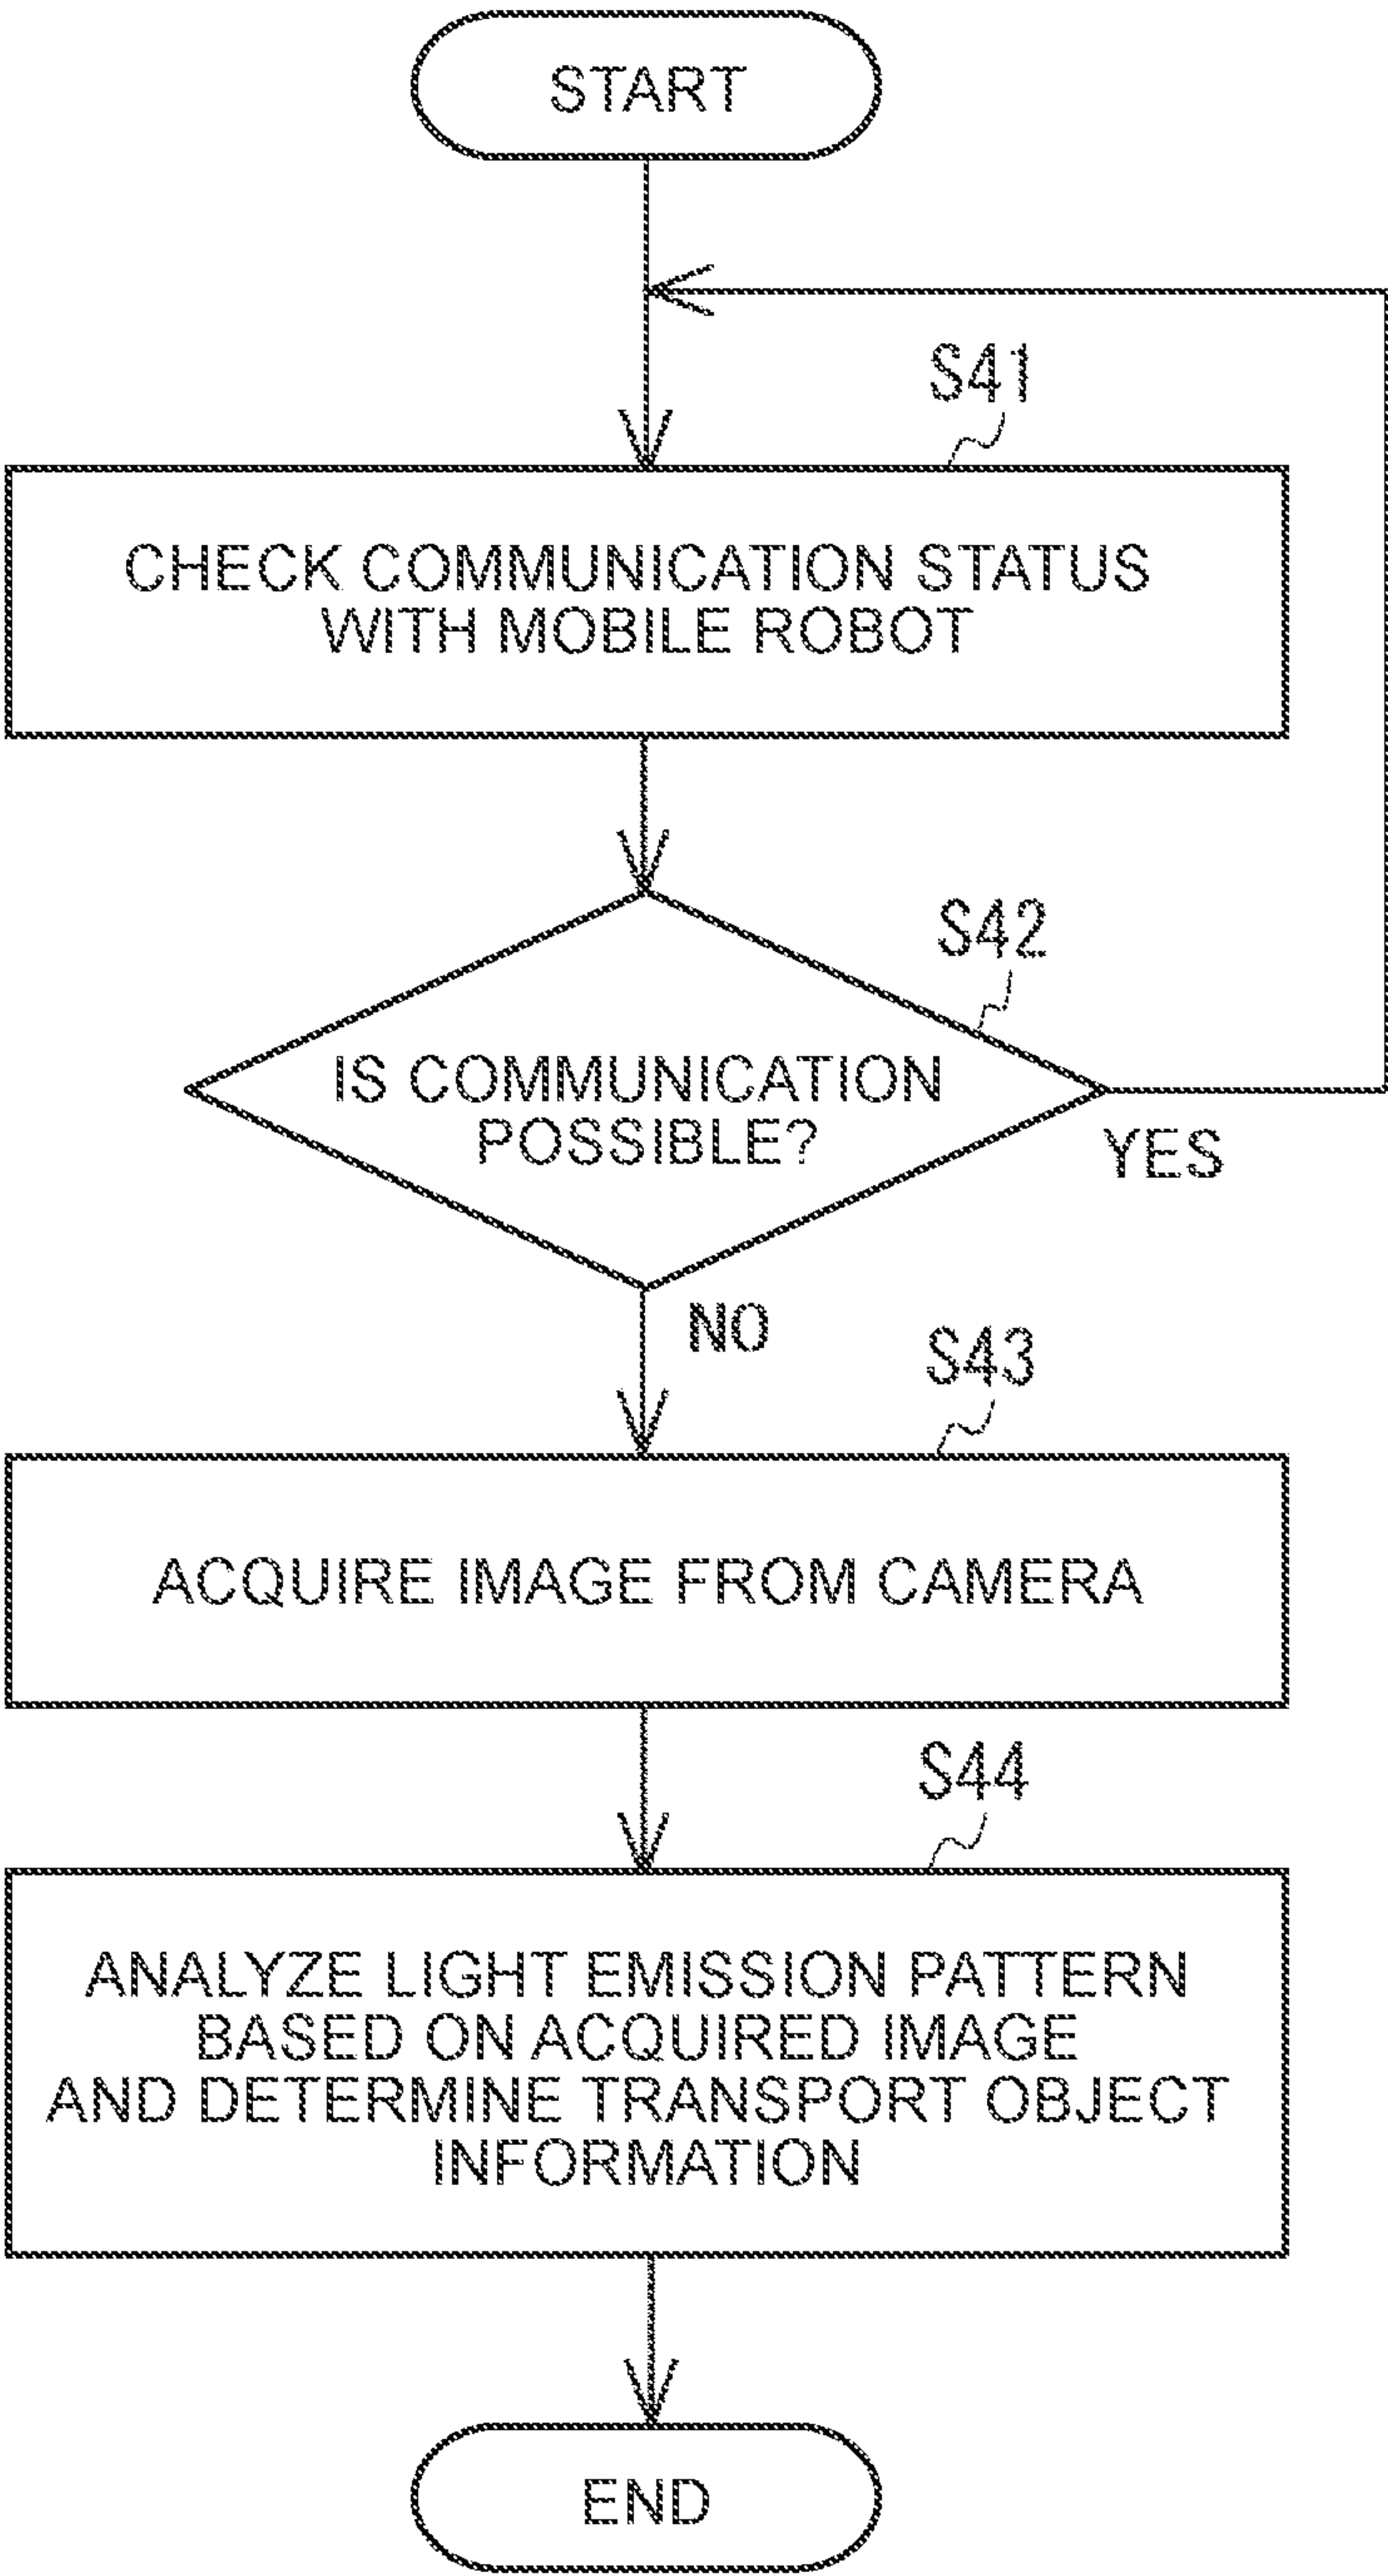 START
S41
CHECK COMMUNICATION STATUS
WITH MOBILE ROBOT
S42
IS COMMUNICATION
POSSIBLE?
YES
NO
S43
ACQUIRE IMAGE FROM CAMERA
S44
ANALYZE LIGHT EMISSION PATTERN
BASED ON ACQUIRED IMAGE
AND DETERMINE TRANSPORT OBJECT
INFORMATION
END